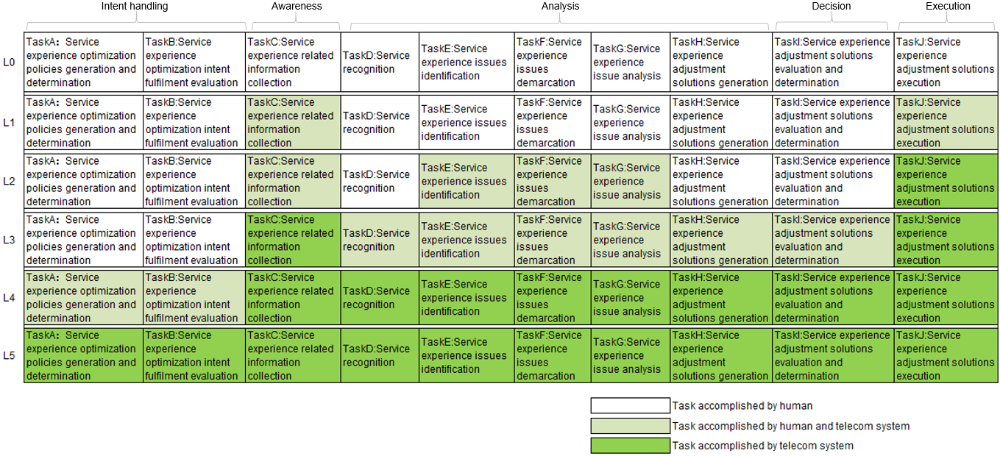 Intent handling
Awareness
Analysis
Decision
Execution
L0
TaskA: Service
experience optimization
policies generation and
determination
TaskB:Service
experience
optimization intent
fulfilment evaluation
TaskC:Service
experience related
information
collection
TaskD:Service
recognition
TaskE:Service
experience issues
identification
TaskF:Service
experience
issues
demarcation
TaskG:Service
experience
issue analysis
TaskH:Service
experience
adjustment
solutions generation
TaskI:Service experience
adjustment solutions
evaluation and
determination
TaskJ:Service
experience
adjustment solutions
execution
L1
TaskA: Service
experience optimization
policies generation and
determination
TaskB:Service
experience
optimization intent
fulfilment evaluation
TaskC:Service
experience related
information
collection
TaskD:Service
recognition
TaskE:Service
experience issues
identification
TaskF:Service
experience
issues
demarcation
TaskG:Service
experience
issue analysis
TaskH:Service
experience
adjustment
solutions generation
TaskI:Service experience
adjustment solutions
evaluation and
determination
TaskJ:Service
experience
adjustment solutions
execution
L2
TaskA: Service
experience optimization
policies generation and
determination
TaskB:Service
experience
optimization intent
fulfilment evaluation
TaskC:Service
experience related
information
collection
TaskD:Service
recognition
TaskE:Service
experience issues
identification
TaskF:Service
experience
issues
demarcation
TaskG:Service
experience
issue analysis
TaskH:Service
experience
adjustment
solutions generation
TaskI:Service experience
adjustment solutions
evaluation and
determination
TaskJ:Service
experience
adjustment solutions
execution
L3
TaskA: Service
experience optimization
policies generation and
determination
TaskB:Service
experience
optimization intent
fulfilment evaluation
TaskC:Service
experience related
information
collection
TaskD:Service
recognition
TaskE:Service
experience issues
identification
TaskF:Service
experience
issues
demarcation
TaskG:Service
experience
issue analysis
TaskH:Service
experience
adjustment
solutions generation
TaskI:Service experience
adjustment solutions
evaluation and
determination
TaskJ:Service
experience
adjustment solutions
execution
L4
TaskA: Service
experience optimization
policies generation and
determination
TaskB:Service
experience
optimization intent
fulfilment evaluation
TaskC:Service
experience related
information
collection
TaskD:Service
recognition
TaskE:Service
experience issues
identification
TaskF:Service
experience
issues
demarcation
TaskG:Service
experience
issue analysis
TaskH:Service
experience
adjustment
solutions generation
TaskI:Service experience
adjustment solutions
evaluation and
determination
TaskJ:Service
experience
adjustment solutions
execution
L5
TaskA: Service
experience optimization
policies generation and
determination
TaskB:Service
experience
optimization intent
fulfilment evaluation
TaskC:Service
experience related
information
collection
TaskD:Service
recognition
TaskE:Service
experience issues
identification
TaskF:Service
experience
issues
demarcation
TaskG:Service
experience
issue analysis
TaskH:Service
experience
adjustment
solutions generation
TaskI:Service experience
adjustment solutions
evaluation and
determination
TaskJ:Service
experience
adjustment solutions
execution
Task accomplished by human
Task accomplished by human and telecom system
Task accomplished by telecom system